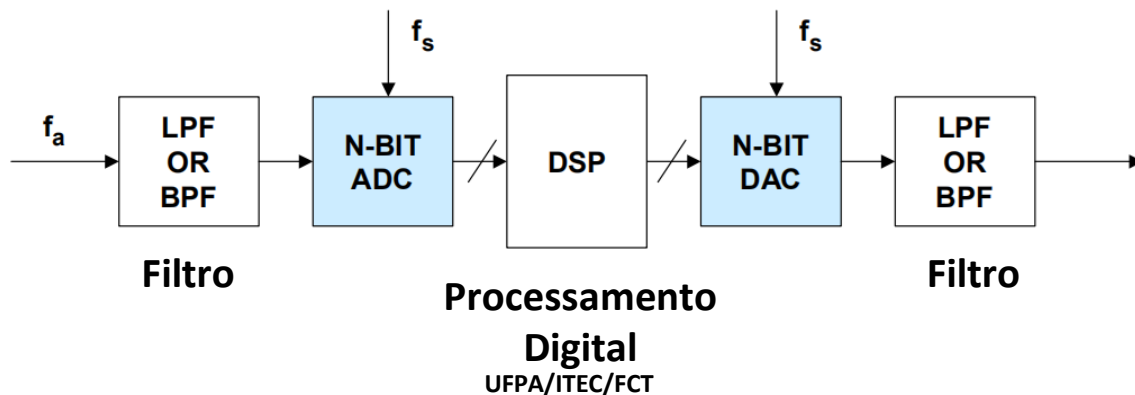 fs
fs
fa
LPF
OR
BPF
N-BIT
ADC
DSP
N-BIT
DAC
LPF
OR
BPF
Filtro
Processamento
Digital
Filtro
UFPA/ITEC/FCT